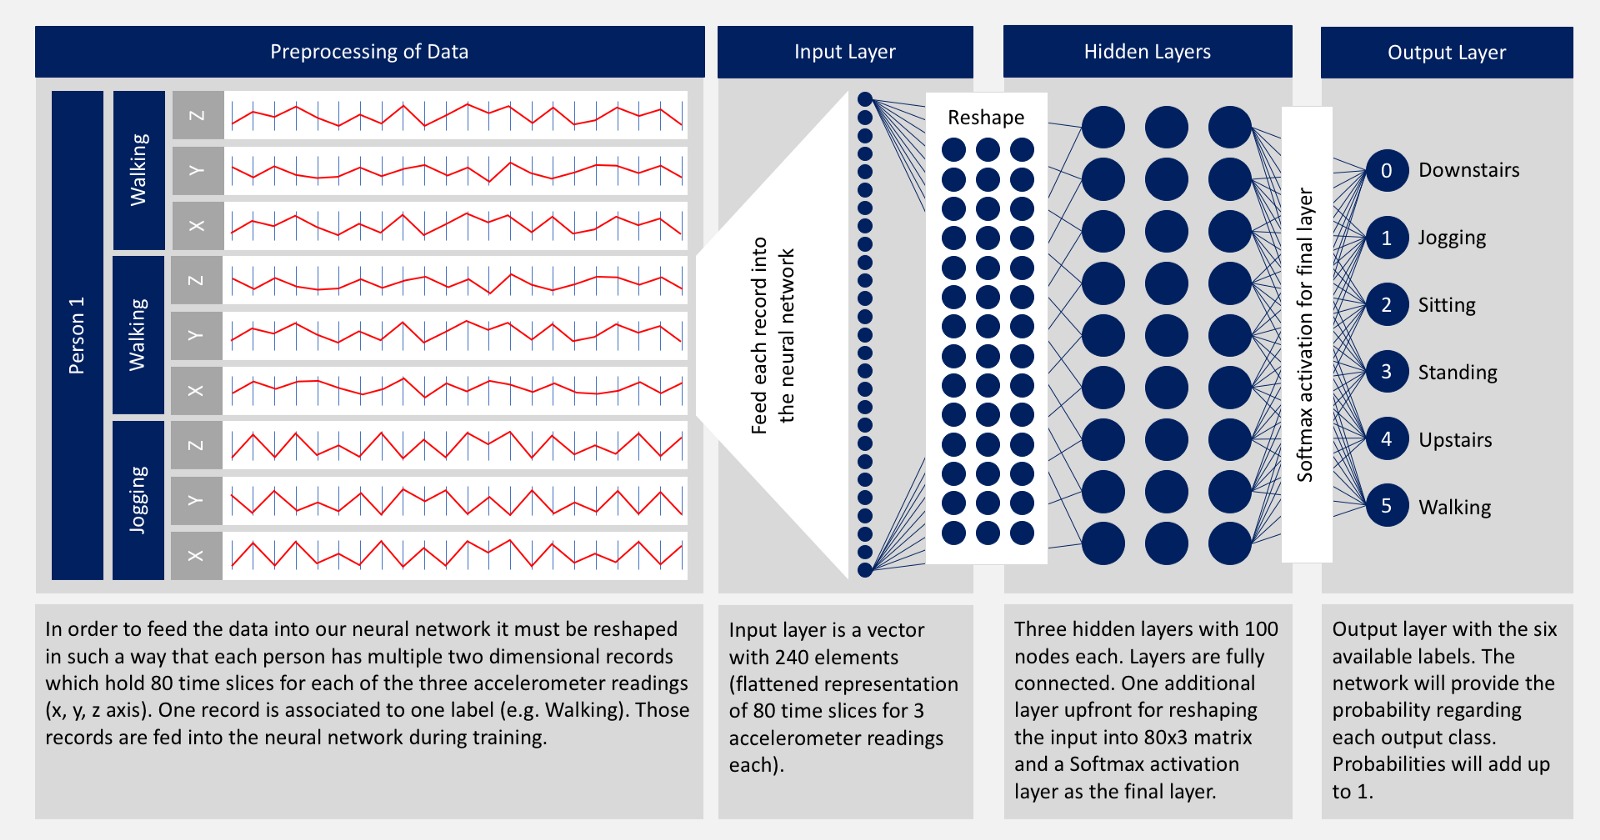 Preprocessing of Data
Input Layer
Hidden Layers
Output Layer
Person 1
Walking
Z
Y
X
Walking
Z
Y
X
Jogging
Z
Y
X
Feed each record into
the neural network
Reshape
Softmax activation for final layer
0 Downstairs
1 Jogging
2 Sitting
3 Standing
4 Upstairs
5 Walking
In order to feed the data into our neural network it must be reshaped
in such a way that each person has multiple two dimensional records
which hold 80 time slices for each of the three accelerometer readings
(x, y, z axis). One record is associated to one label (e.g. Walking). Those
records are fed into the neural network during training.
Input layer is a vector
with 240 elements
(flattened representation
of 80 time slices for 3
accelerometer readings
each).
Three hidden layers with 100
nodes each. Layers are fully
connected. One additional
layer upfront for reshaping
the input into 80x3 matrix
and a Softmax activation
layer as the final layer.
Output layer with the six
available labels. The
network will provide the
probability regarding
each output class.
Probabilities will add up
to 1.